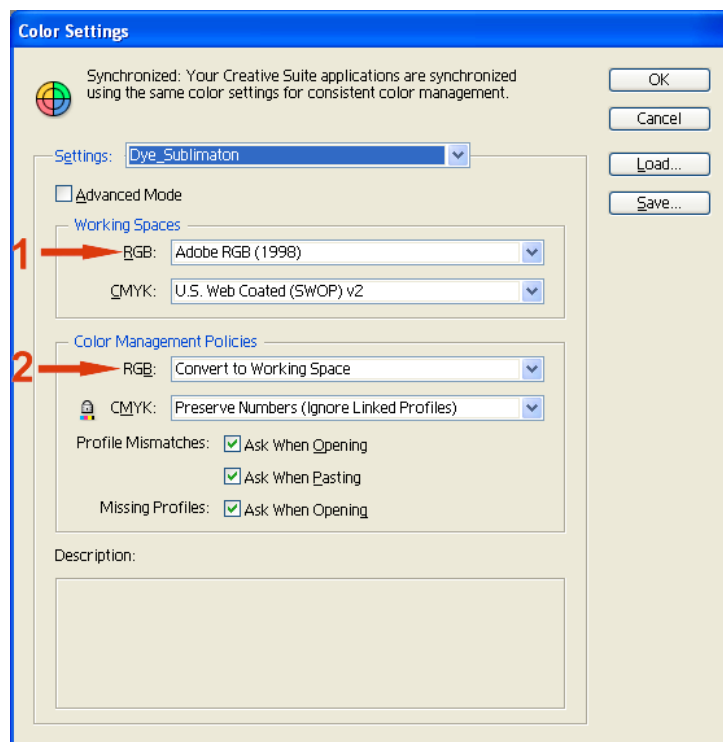 Color Settings
Synchronized: Your Creative Suite applications are synchronized
using the same color settings for consistent color management.
OK
Cancel
Load...
Save...
Settings: Dye_Sublimaton
Advanced Mode
Working Spaces
1 RGB: Adobe RGB (1998)
CMYK: U.S. Web Coated (SWOP) v2
Color Management Policies
2 RGB: Convert to Working Space
CMYK: Preserve Numbers (Ignore Linked Profiles)
Profile Mismatches: Ask When Opening
Ask When Pasting
Missing Profiles: Ask When Opening
Description: